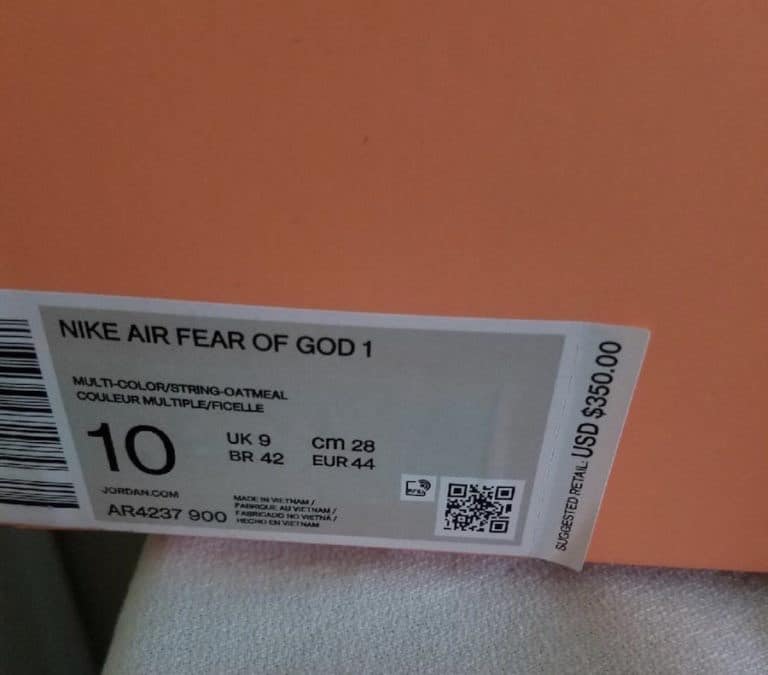 NIKE AIR FEAR OF GOD 1
MULTI-COLOR/STRING-OATMEAL
COULEUR MULTIPLE/FICELLE
10
UK 9
cm 28
BR 42
EUR 44
JORDAN.COM
AR4237 900
MADE IN VIETNAM /
FABRIQUE AU VIETNAM /
FABRICADO NO VIETNÃ /
HECHO EN VIETNAM
SUGGESTED RETAIL: USD $350.00